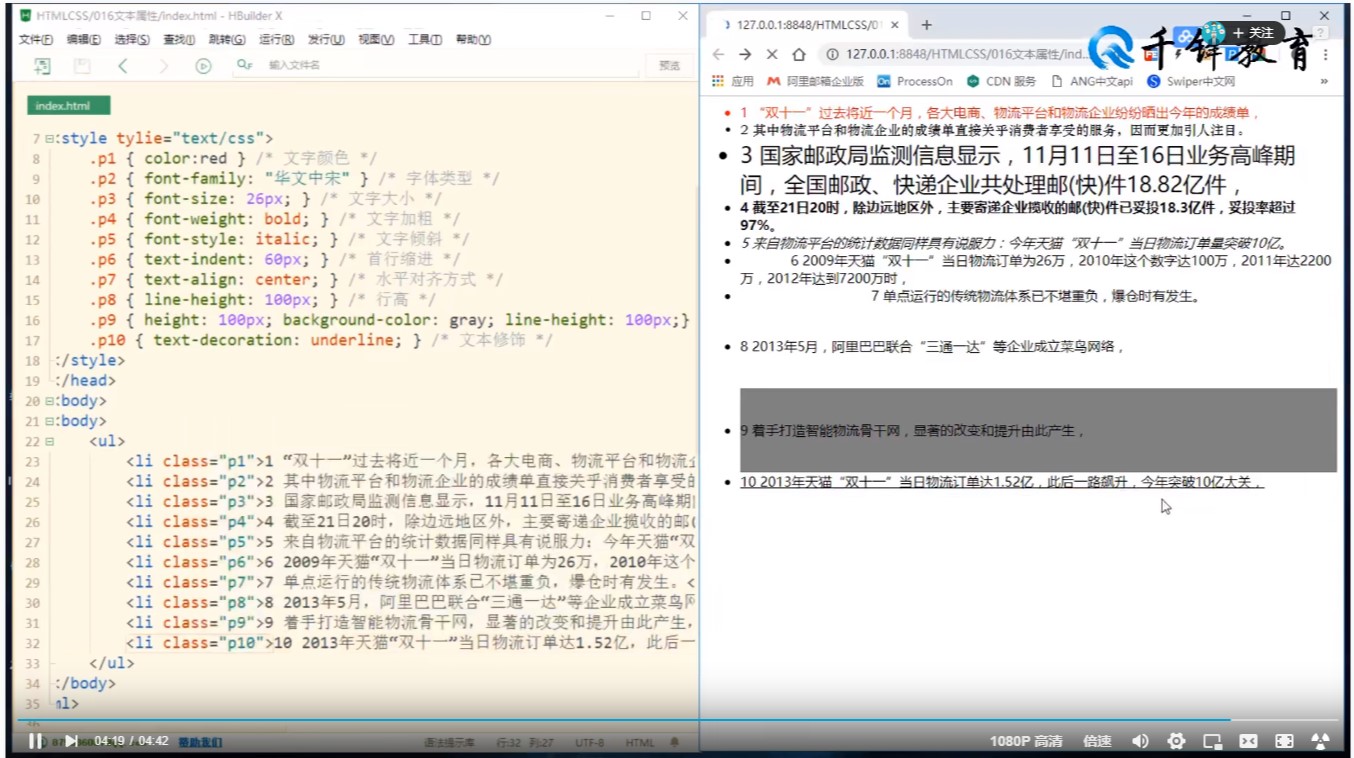 HTMLCSS/016文本属性/index.html - HBuilder X
文件(F) 编辑(E) 选择(S) 查找(I) 跳转(G) 运行(R) 发行(U) 视图(V) 工具(T) 帮助(Y)
输入文件名 预览
index.html
7 :style tylie="text/css">
8 .p1 { color:red } /* 文字颜色 */
9 .p2 { font-family: "华文中宋" } /* 字体类型 */
10 .p3 { font-size: 26px; } /* 文字大小 */
11 .p4 { font-weight: bold; } /* 文字加粗 */
12 .p5 { font-style: italic; } /* 文字倾斜 */
13 .p6 { text-indent: 60px; } /* 首行缩进 */
14 .p7 { text-align: center; } /* 水平对齐方式 */
15 .p8 { line-height: 100px; } /* 行高 */
16 .p9 { height: 100px; background-color: gray; line-height: 100px;}
17 .p10 { text-decoration: underline; } /* 文本修饰 */
18 :/style>
19 :/head>
20 :body>
21 :body>
22 <ul>
23 <li class="p1">1 “双十一”过去将近一个月，各大电商、物流平台和物流企
24 <li class="p2">2 其中物流平台和物流企业的成绩单直接关乎消费者享受的
25 <li class="p3">3 国家邮政局监测信息显示，11月11日至16日业务高峰期间
26 <li class="p4">4 截至21日20时，除边远地区外，主要寄递企业揽收的邮(
27 <li class="p5">5 来自物流平台的统计数据同样具有说服力：今年天猫“双
28 <li class="p6">6 2009年天猫“双十一”当日物流订单为26万，2010年这个
29 <li class="p7">7 单点运行的传统物流体系已不堪重负，爆仓时有发生。<
30 <li class="p8">8 2013年5月，阿里巴巴联合“三通一达”等企业成立菜鸟网
31 <li class="p9">9 着手打造智能物流骨干网，显著的改变和提升由此产生，
32 <li class="p10">10 2013年天猫“双十一”当日物流订单达1.52亿，此后一
33 </ul>
34 :/body>
35 ml>
127.0.0.1:8848/HTMLCSS/01
127.0.0.1:8848/HTMLCSS/016文本属性/ind...
千锋教育
+ 关注
应用 阿里邮箱企业版 ProcessOn CDN 服务 ANG中文api Swiper中文网 »
1 “双十一”过去将近一个月，各大电商、物流平台和物流企业纷纷晒出今年的成绩单，
2 其中物流平台和物流企业的成绩单直接关乎消费者享受的服务，因而更加引人注目。
3 国家邮政局监测信息显示，11月11日至16日业务高峰期
间，全国邮政、快递企业共处理邮(快)件18.82亿件，
4 截至21日20时，除边远地区外，主要寄递企业揽收的邮(快)件已妥投18.3亿件，妥投率超过
97%。
5 来自物流平台的统计数据同样具有说服力：今年天猫“双十一”当日物流订单量突破10亿。
6 2009年天猫“双十一”当日物流订单为26万，2010年这个数字达100万，2011年达2200
万，2012年达到7200万时，
7 单点运行的传统物流体系已不堪重负，爆仓时有发生。
8 2013年5月，阿里巴巴联合“三通一达”等企业成立菜鸟网络，
9 着手打造智能物流骨干网，显著的改变和提升由此产生，
10 2013年天猫“双十一”当日物流订单达1.52亿，此后一路飙升，今年突破10亿大关，
04:19 / 04:42 帮助我们 语法提示库 行:32 列:27 UTF-8 HTML
1080P 高清 倍速